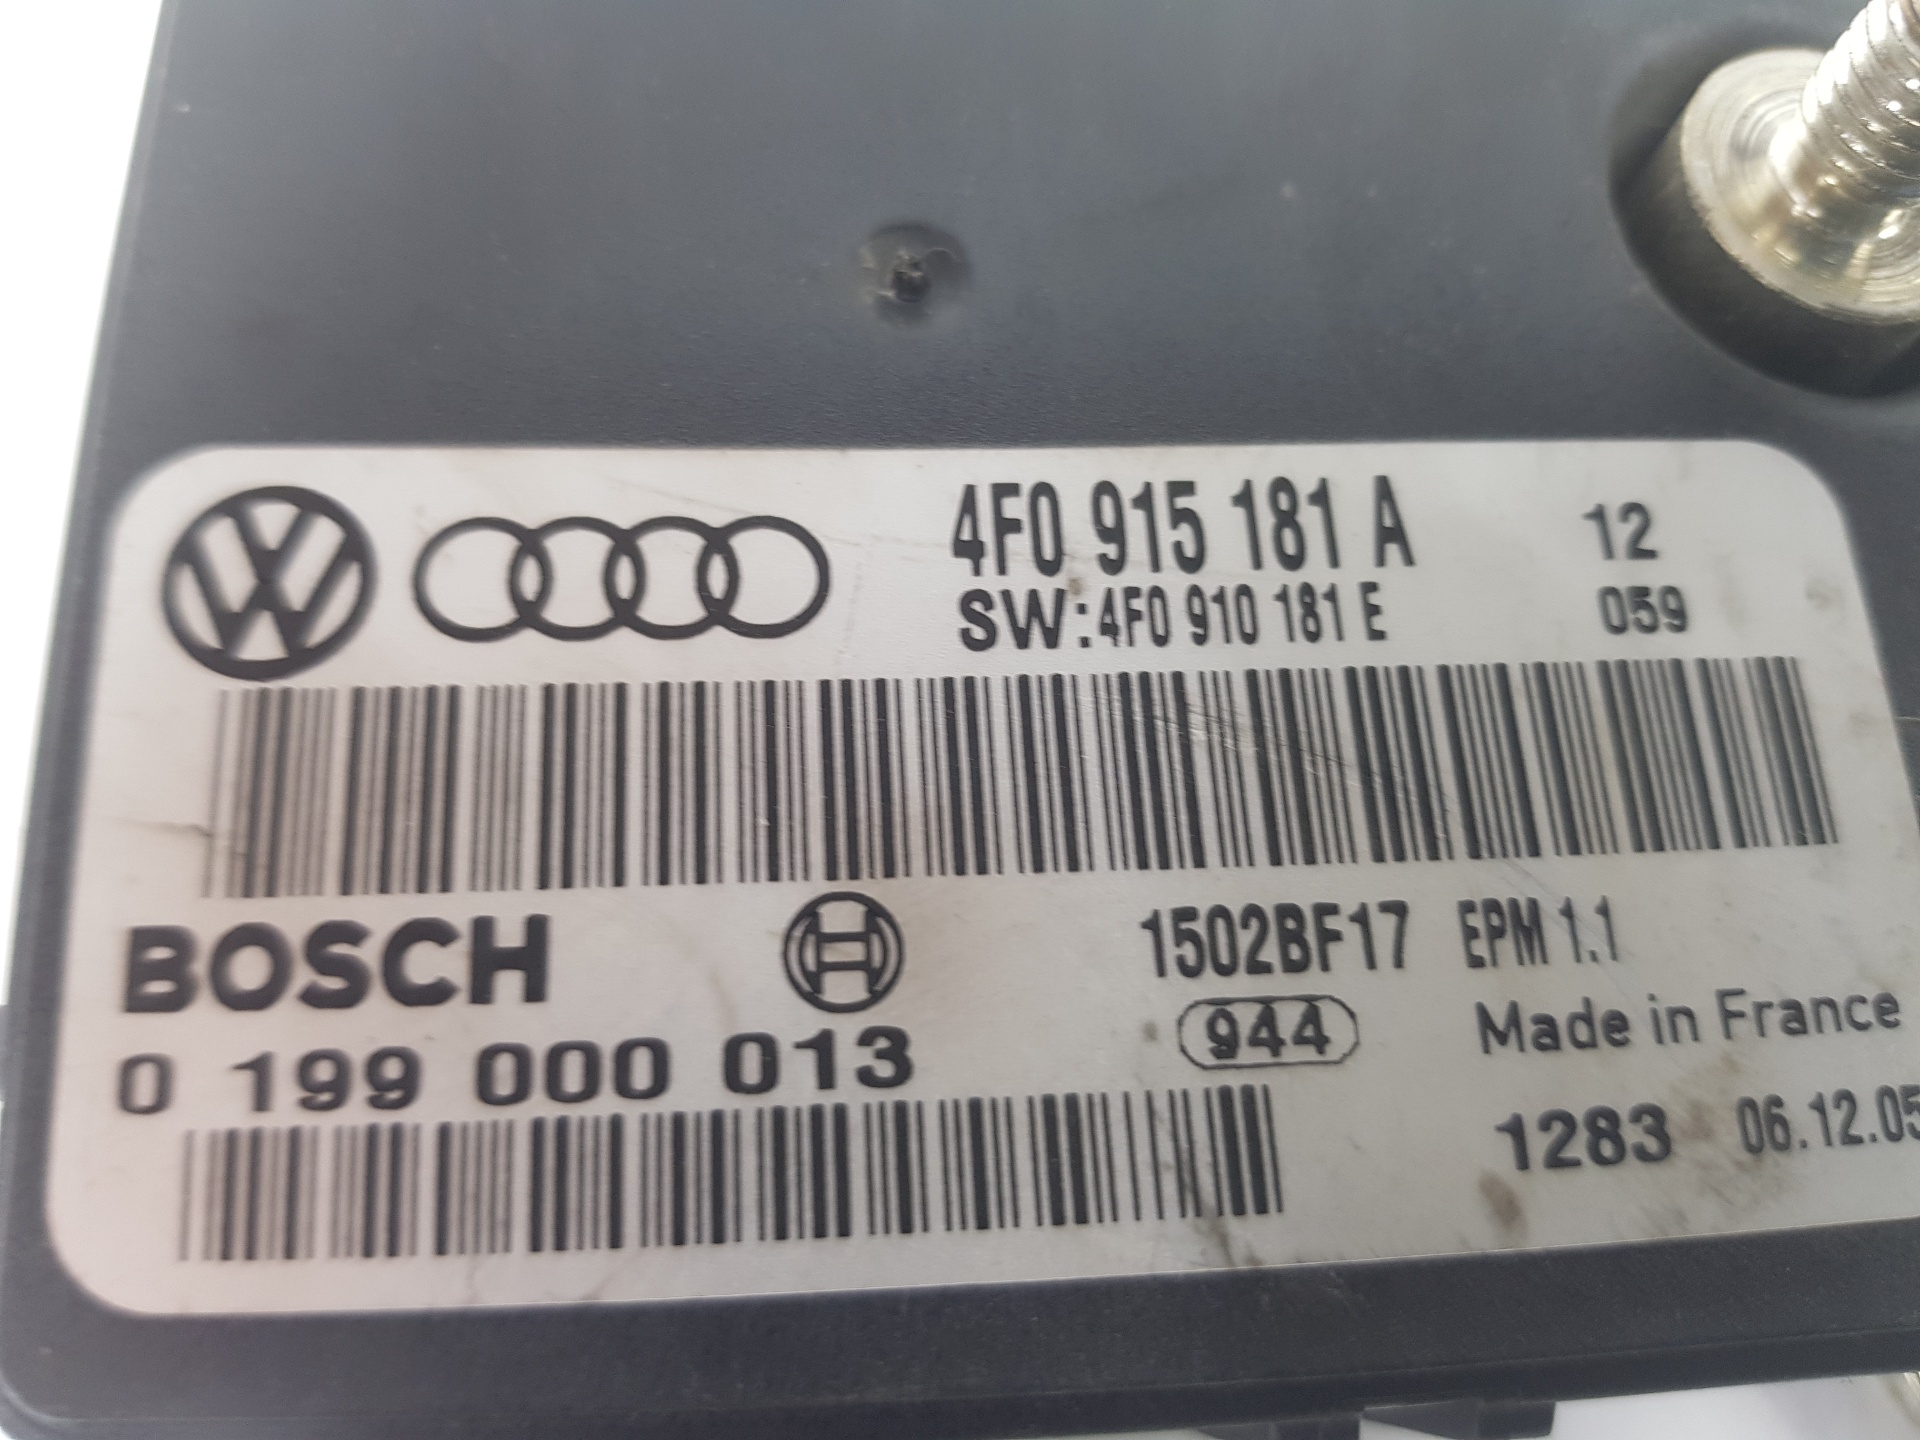 4F0 915 181 A 12
SW:4F0 910 181 E 059
BOSCH 1502BF17 EPM 1.1
944 Made in France
0 199 000 013
1283 06.12.05